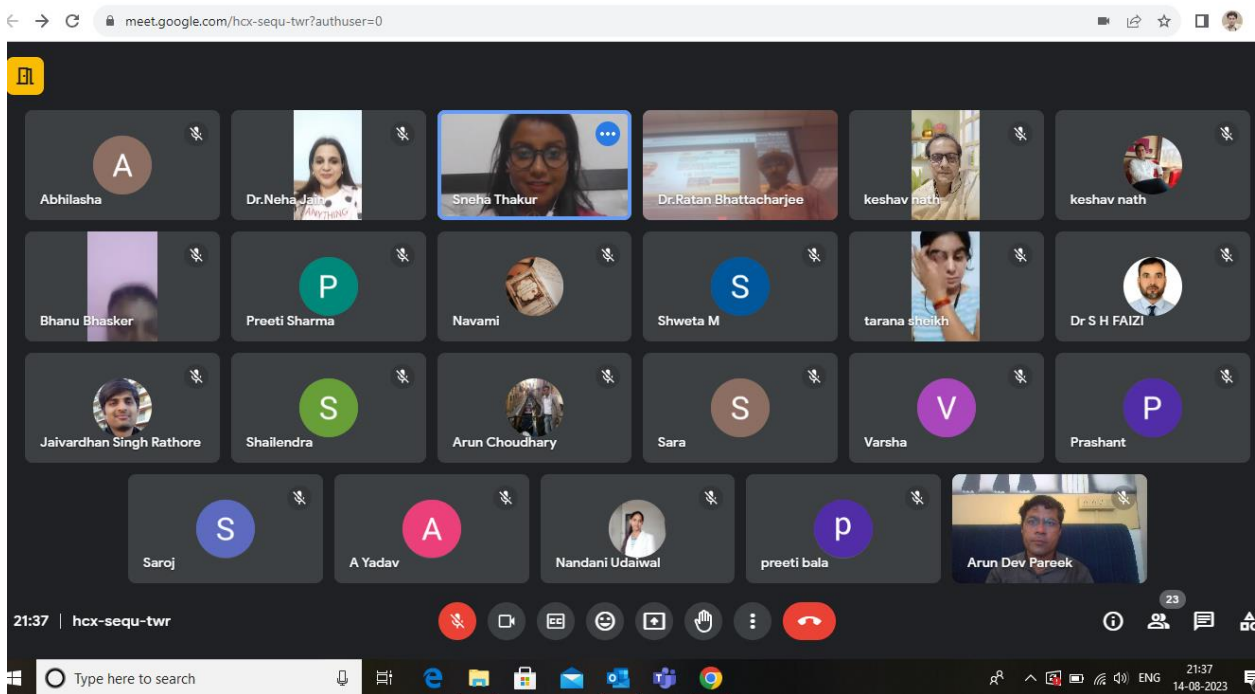 meet.google.com/hcx-sequ-twr?authuser=0
A
Abhilasha
Dr.Neha Jain
ANYTHING
Sneha Thakur
Dr.Ratan Bhattacharjee
keshav nath
keshav nath
Bhanu Bhasker
P
Preeti Sharma
Navami
S
Shweta M
tarana sheikh
Dr S H FAIZI
Jaivardhan Singh Rathore
S
Shailendra
Arun Choudhary
S
Sara
V
Varsha
P
Prashant
S
Saroj
A
A Yadav
Nandani Udaiwal
p
preeti bala
Arun Dev Pareek
21:37 | hcx-sequ-twr
CC
23
Type here to search
ENG
21:37
14-08-2023